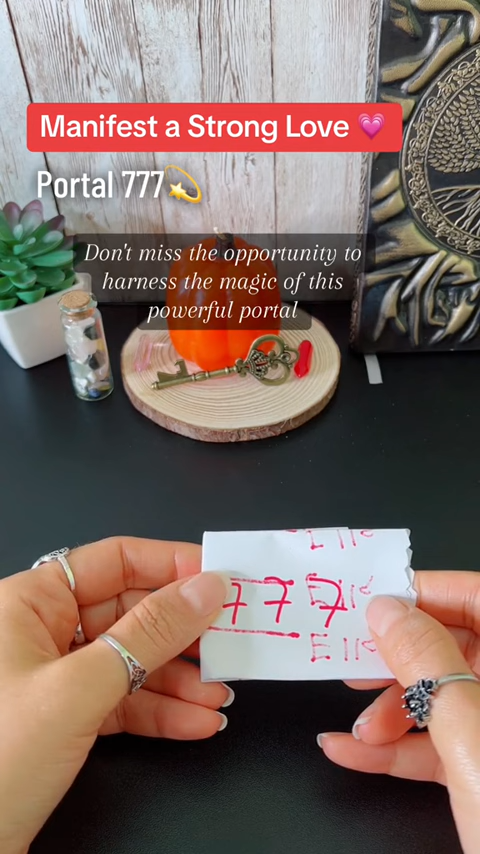 Manifest a Strong Love 💗
Portal 777💫
Don't miss the opportunity to
harness the magic of this
powerful portal
777